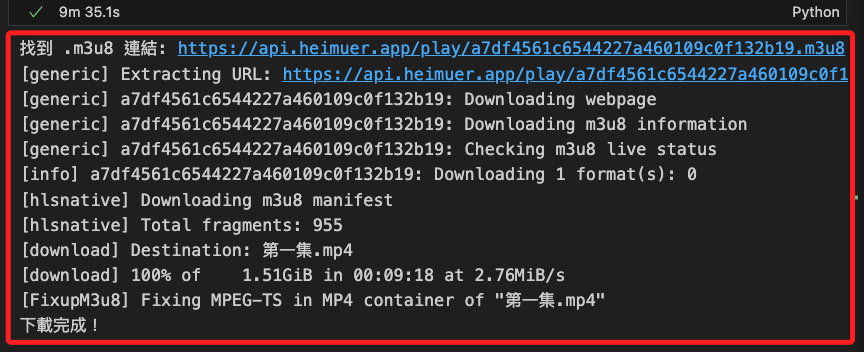 ✓ 9m 35.1s Python
找到 .m3u8 連結: https://api.heimuer.app/play/a7df4561c6544227a460109c0f132b19.m3u8
[generic] Extracting URL: https://api.heimuer.app/play/a7df4561c6544227a460109c0f1
[generic] a7df4561c6544227a460109c0f132b19: Downloading webpage
[generic] a7df4561c6544227a460109c0f132b19: Downloading m3u8 information
[generic] a7df4561c6544227a460109c0f132b19: Checking m3u8 live status
[info] a7df4561c6544227a460109c0f132b19: Downloading 1 format(s): 0
[hlsnative] Downloading m3u8 manifest
[hlsnative] Total fragments: 955
[download] Destination: 第一集.mp4
[download] 100% of    1.51GiB in 00:09:18 at 2.76MiB/s
[FixupM3u8] Fixing MPEG-TS in MP4 container of "第一集.mp4"
下載完成！